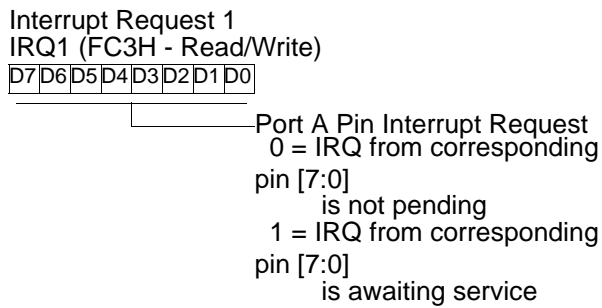 Interrupt Request 1
IRQ1 (FC3H - Read/Write)
D7 D6 D5 D4 D3 D2 D1 D0
Port A Pin Interrupt Request
0 = IRQ from corresponding
pin [7:0]
is not pending
1 = IRQ from corresponding
pin [7:0]
is awaiting service